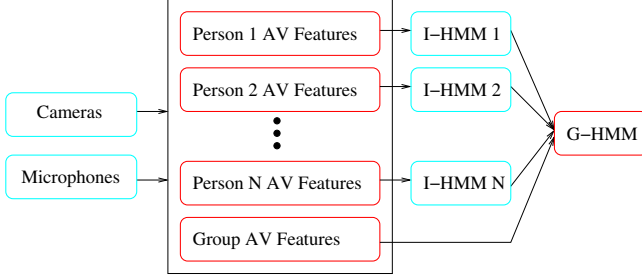 Person 1 AV Features
I-HMM 1
Person 2 AV Features
I-HMM 2
Cameras
G-HMM
Microphones
Person N AV Features
I-HMM N
Group AV Features